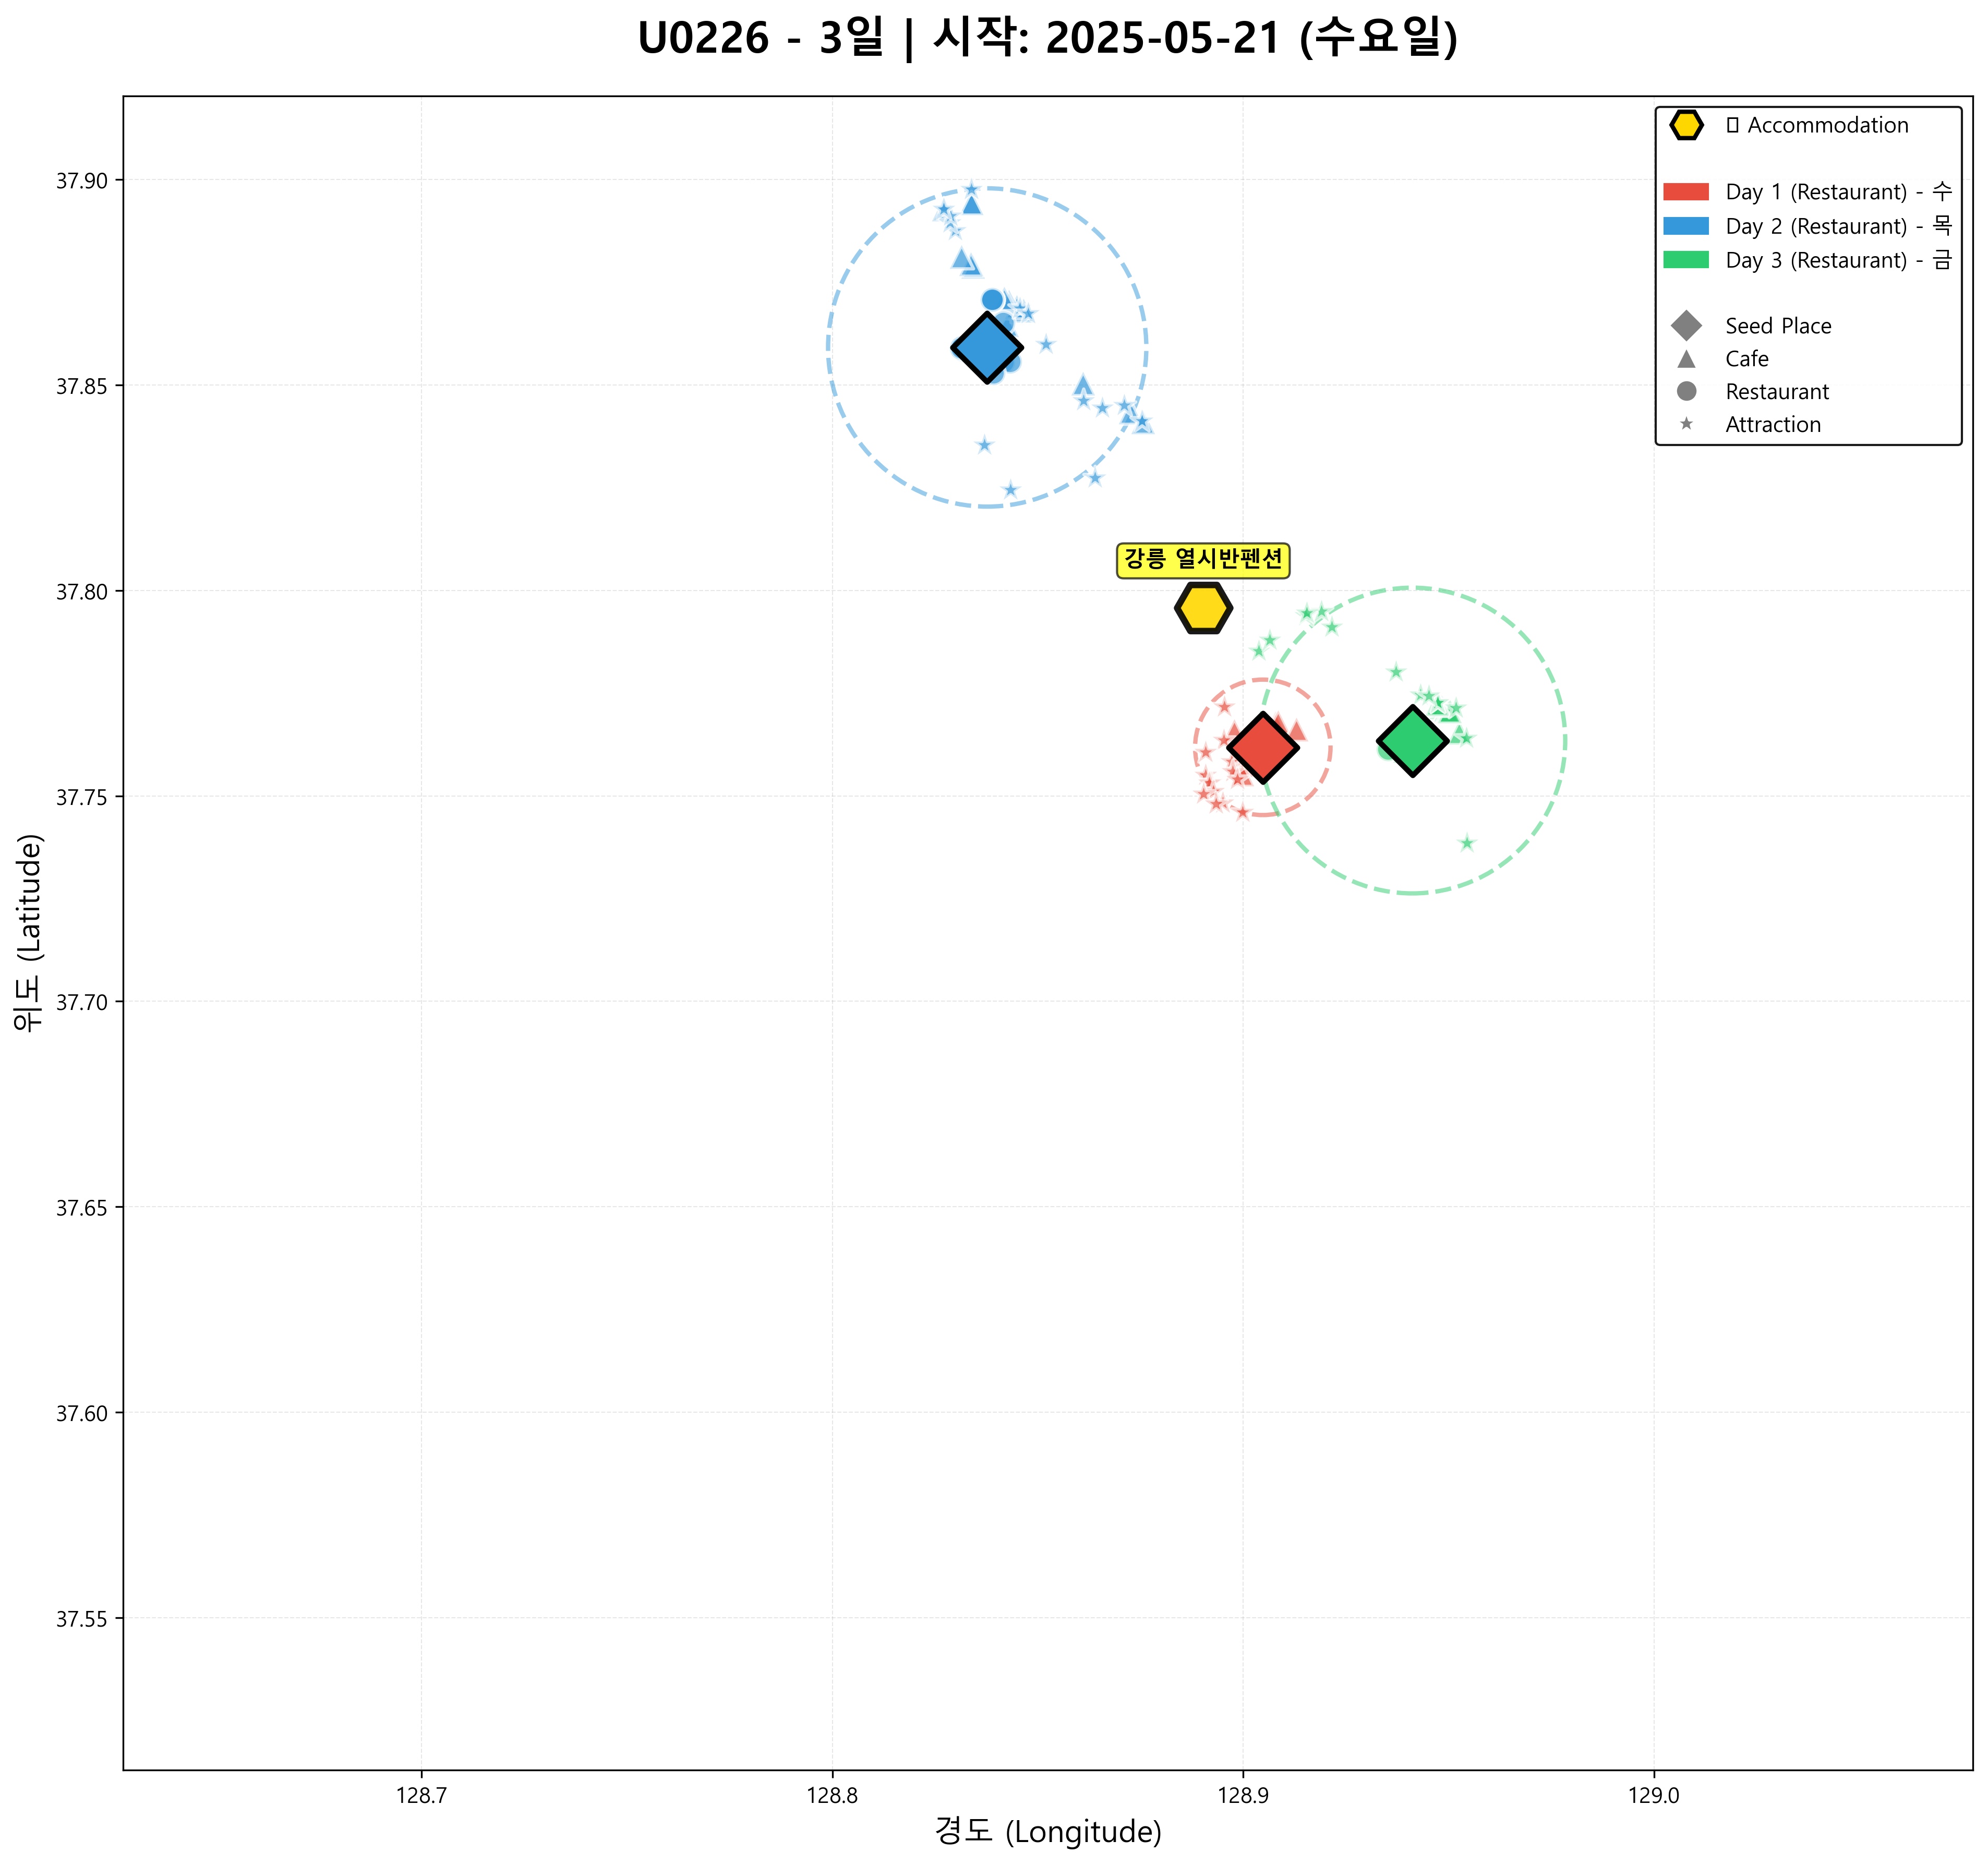 U0226 - 3일 | 시작: 2025-05-21 (수요일)
Accommodation
Day 1 (Restaurant) - 수
Day 2 (Restaurant) - 목
Day 3 (Restaurant) - 금
Seed Place
Cafe
Restaurant
Attraction
강릉 열시반펜션
37.90
37.85
37.80
37.75
37.70
37.65
37.60
37.55
위도 (Latitude)
128.7
128.8
128.9
129.0
경도 (Longitude)